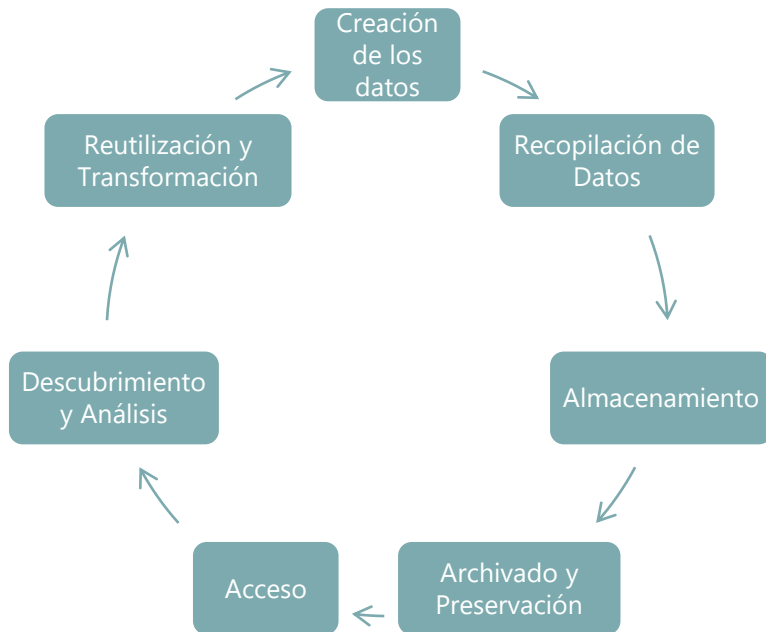 Creación
de los
datos
Recopilación de
Datos
Almacenamiento
Archivado y
Preservación
Acceso
Descubrimiento
y Análisis
Reutilización y
Transformación